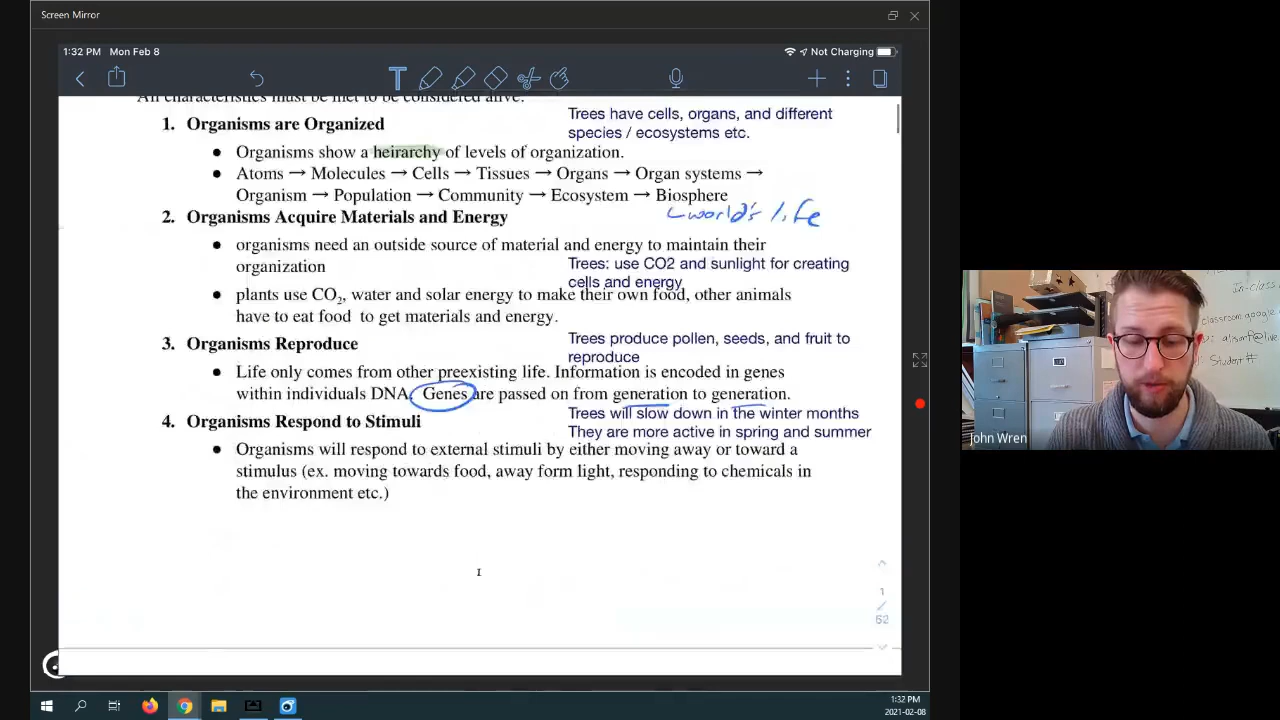 Screen Mirror
1:32 PM Mon Feb 8
Not Charging
All characteristics must be met to be considered alive.
1. Organisms are Organized
Trees have cells, organs, and different
species / ecosystems etc.
● Organisms show a heirarchy of levels of organization.
● Atoms → Molecules → Cells → Tissues → Organs → Organ systems →
Organism → Population → Community → Ecosystem → Biosphere
world's life
2. Organisms Acquire Materials and Energy
● organisms need an outside source of material and energy to maintain their
organization
Trees: use CO2 and sunlight for creating
cells and energy
● plants use CO₂, water and solar energy to make their own food, other animals
have to eat food to get materials and energy.
3. Organisms Reproduce
Trees produce pollen, seeds, and fruit to
reproduce
● Life only comes from other preexisting life. Information is encoded in genes
within individuals DNA. Genes are passed on from generation to generation.
4. Organisms Respond to Stimuli
Trees will slow down in the winter months
They are more active in spring and summer
● Organisms will respond to external stimuli by either moving away or toward a
stimulus (ex. moving towards food, away form light, responding to chemicals in
the environment etc.)
1
/
62
In-class
classroom google
Student #
John Wren
1:32 PM
2021-02-08